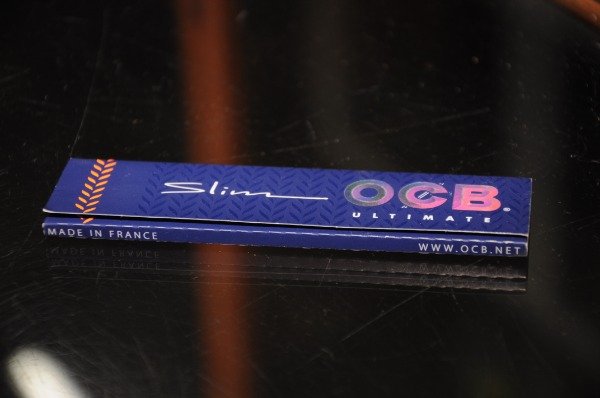 Slim OCB®
ULTIMATE
MADE IN FRANCE WWW.OCB.NET